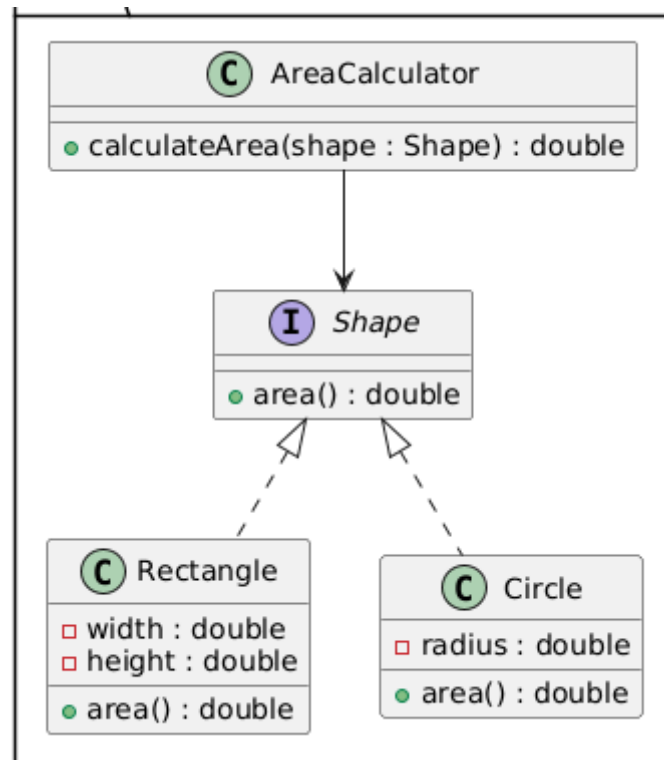 C AreaCalculator
calculateArea(shape : Shape) : double
I Shape
area() : double
C Rectangle
width : double
height : double
area() : double
C Circle
radius : double
area() : double